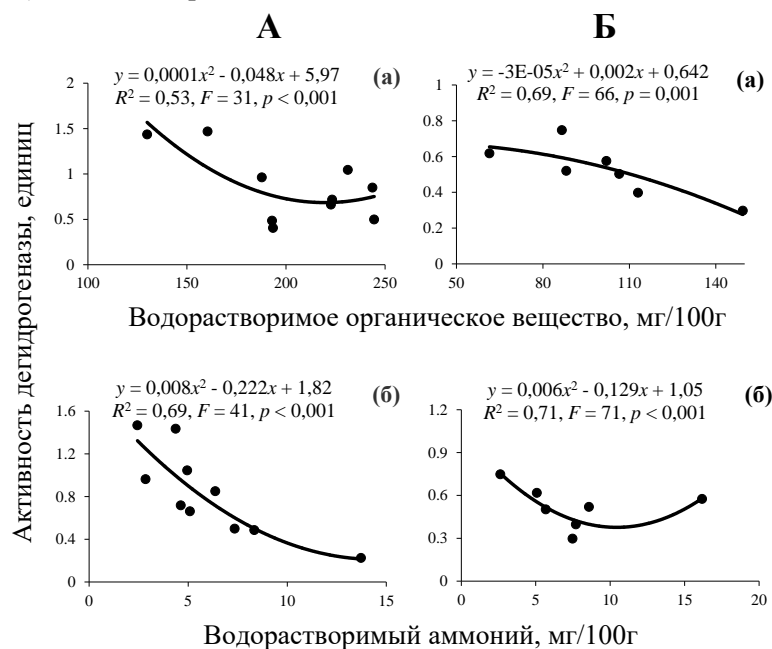 А
Б
y = 0,0001x² - 0,048x + 5,97
R² = 0,53, F = 31, p < 0,001
(а)
2
1.5
1
0.5
0
100
150
200
250
y = -3E-05x² + 0,002x + 0,642
R² = 0,69, F = 66, p = 0,001
(а)
1
0.8
0.6
0.4
0.2
0
50
80
110
140
Водорастворимое органическое вещество, мг/100г
Активность дегидрогеназы, единиц
y = 0,008x² - 0,222x + 1,82
R² = 0,69, F = 41, p < 0,001
(б)
1.6
1.2
0.8
0.4
0
0
5
10
15
y = 0,006x² - 0,129x + 1,05
R² = 0,71, F = 71, p < 0,001
(б)
1.2
0.9
0.6
0.3
0
0
5
10
15
20
Водорастворимый аммоний, мг/100г